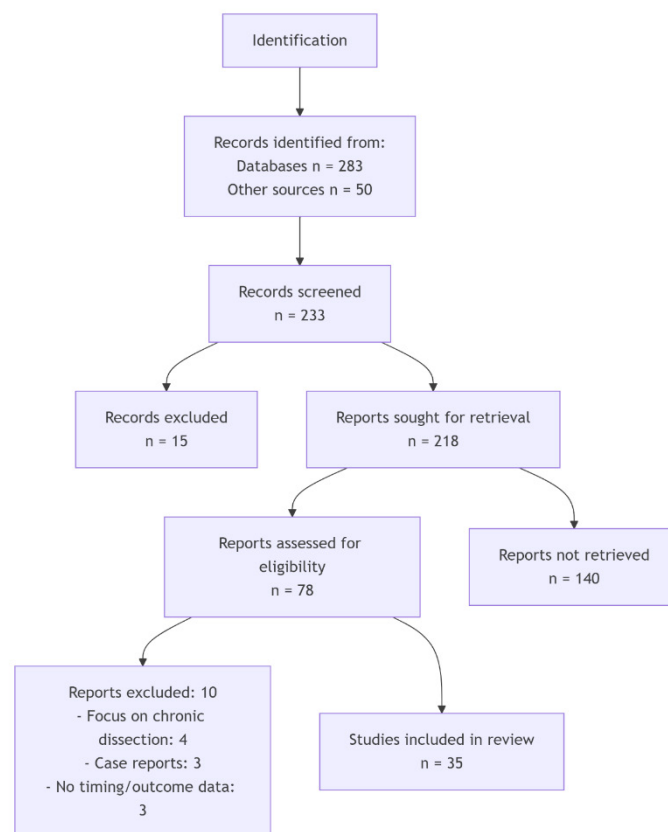 Identification
Records identified from:
Databases n = 283
Other sources n = 50
Records screened
n = 233
Records excluded
n = 15
Reports sought for retrieval
n = 218
Reports assessed for
eligibility
n = 78
Reports not retrieved
n = 140
Reports excluded: 10
- Focus on chronic
dissection: 4
- Case reports: 3
- No timing/outcome data:
3
Studies included in review
n = 35